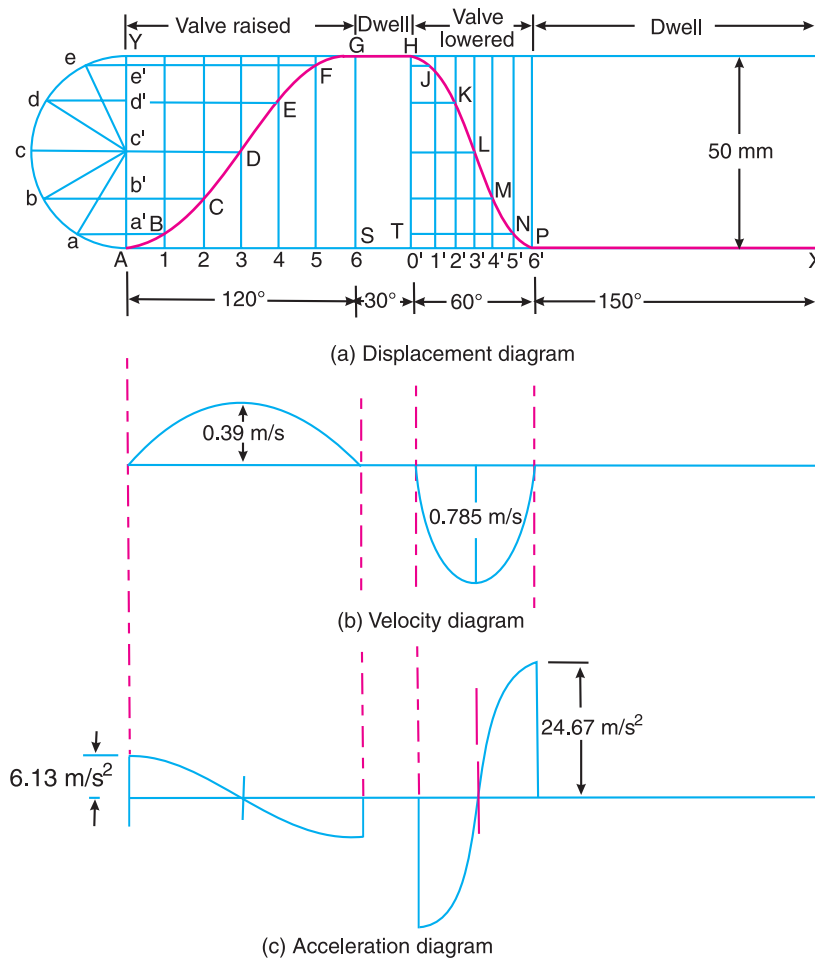 Valve raised Dwell Valve lowered Dwell
Y G H
e e' F J
d d' E K
c c' D L 50 mm
b b' C M
a a' B S T N P
A 1 2 3 4 5 6 0' 1' 2' 3' 4' 5' 6' X
120° 30° 60° 150°
(a) Displacement diagram
0.39 m/s
0.785 m/s
(b) Velocity diagram
24.67 m/s²
6.13 m/s²
(c) Acceleration diagram